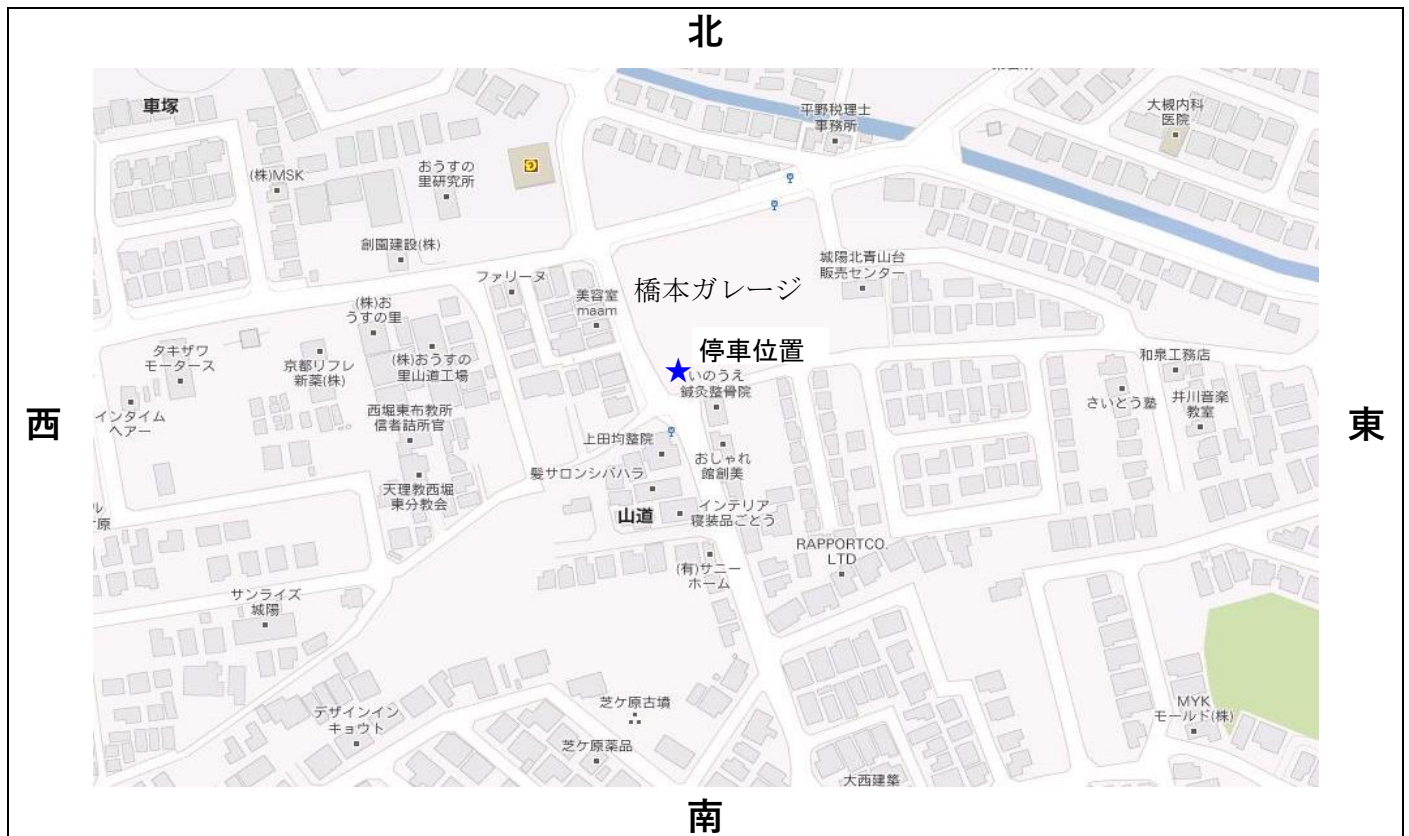 北
車塚
平野税理士
事務所
大槻内科
医院
(株)MSK
おうすの
里研究所
創園建設(株)
ファリーヌ
城陽北青山台
販売センター
美容室
maam
橋本ガレージ
(株)お
うすの里
停車位置
タキザワ
モータース
京都リフレ
新薬(株)
(株)おうすの
里山道工場
いのうえ
鍼灸整骨院
和泉工務店
さいとう塾
井川音楽
教室
西
インタイム
ヘアー
西堀東布教所
信者詰所官
東
上田均整院
おしゃれ
館創美
髪サロンシバハラ
天理教西堀
東分教会
ル
山道
インテリア
寝装品ごとう
RAPPORTCO.
LTD
(有)サニー
ホーム
サンライズ
城陽
芝ケ原古墳
デザインイン
キョウト
MYK
モールド(株)
芝ケ原薬品
大西建築
南